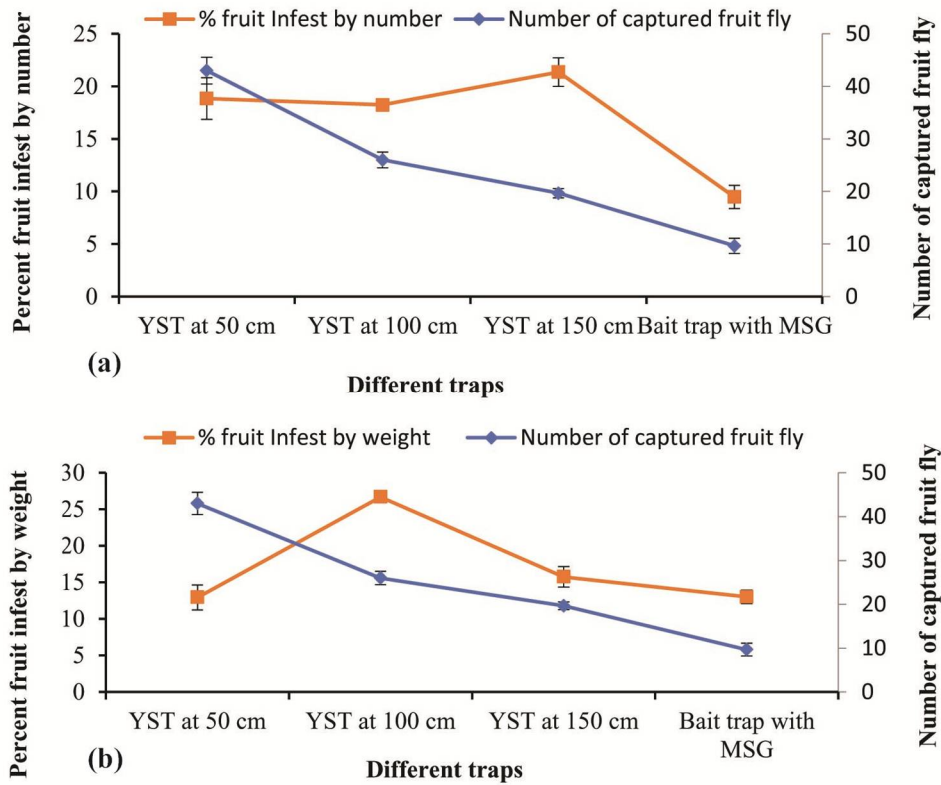 % fruit Infest by number
Number of captured fruit fly
Percent fruit infest by number
25
20
15
10
5
0
50
40
30
20
10
0
Number of captured fruit fly
YST at 50 cm
YST at 100 cm
YST at 150 cm
Bait trap with MSG
(a)
Different traps
% fruit Infest by weight
Number of captured fruit fly
Percent fruit infest by weight
30
25
20
15
10
5
0
50
40
30
20
10
0
Number of captured fruit fly
YST at 50 cm
YST at 100 cm
YST at 150 cm
Bait trap with
MSG
(b)
Different traps